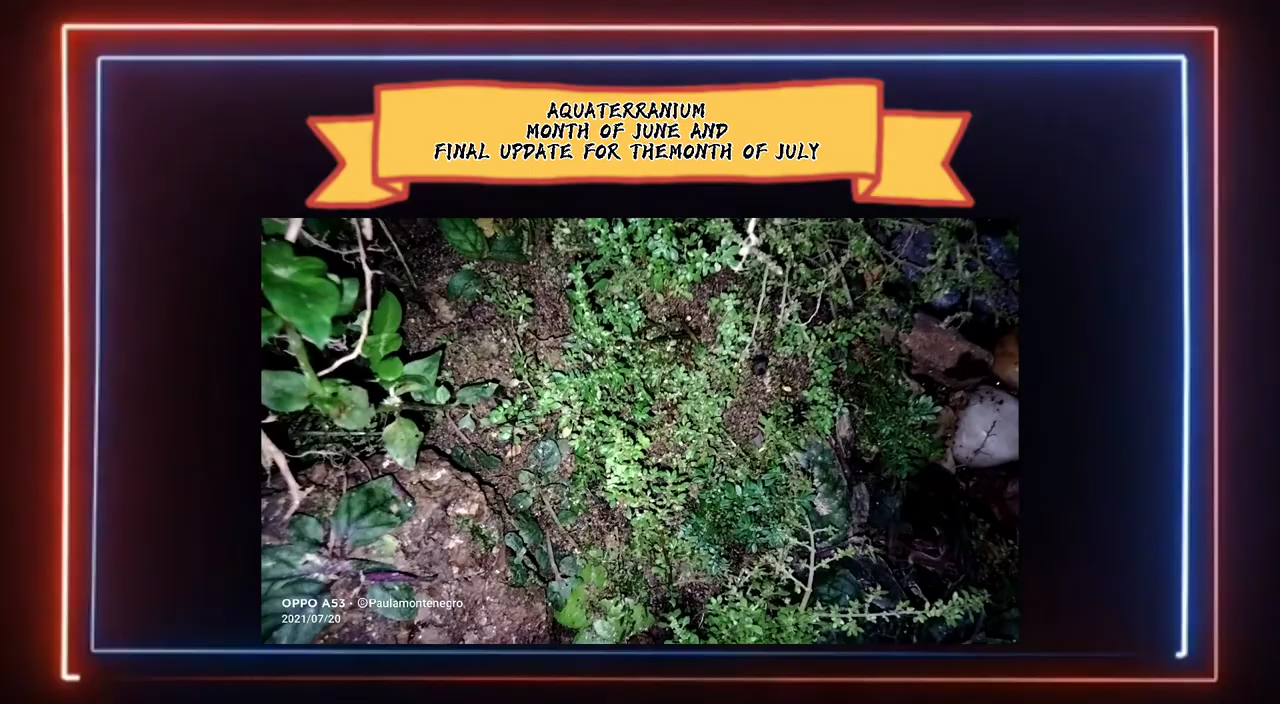 AQUATERRANIUM
MONTH OF JUNE AND
FINAL UPDATE FOR THEMONTH OF JULY
OPPO A53 · ©Paulamontenegro
2021/07/20